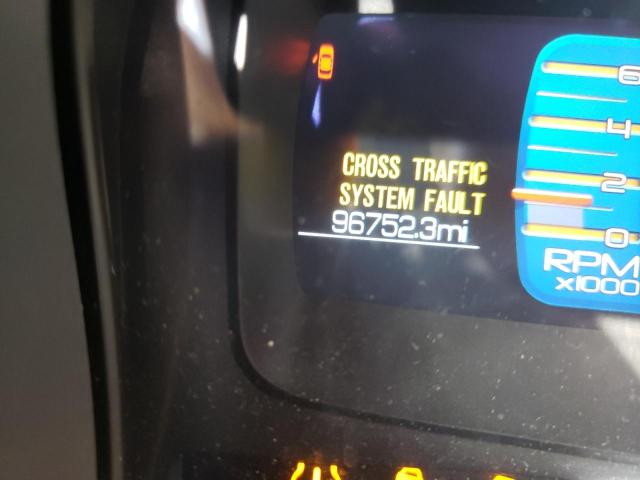 CROSS TRAFFIC
SYSTEM FAULT
96752.3mi
6
4
2
0
RPM
x1000